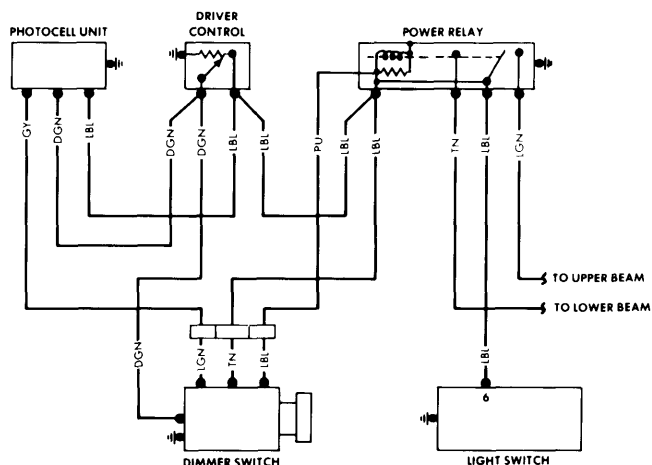 DRIVER
CONTROL
PHOTOCELL UNIT
POWER RELAY
GY
DGN
LBL
DGN
DGN
LBL
LBL
PU
LBL
LBL
TN
LBL
LGN
TO UPPER BEAM
TO LOWER BEAM
DGN
LGN
TN
LBL
LBL
6
DIMMER SWITCH
LIGHT SWITCH